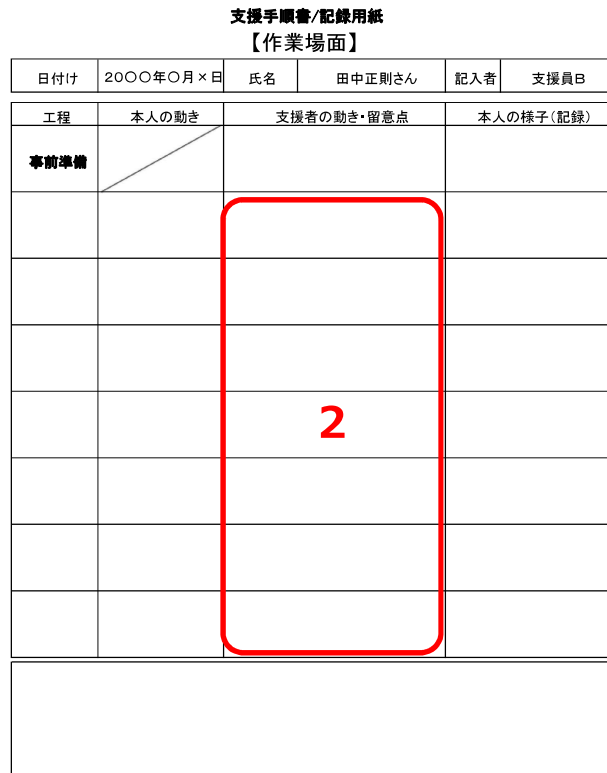 支援手順書/記録用紙
【作業場面】
日付け 20〇〇年〇月×日 氏名 田中正則さん 記入者 支援員B
工程 本人の動き 支援者の動き・留意点 本人の様子(記録)
事前準備
2